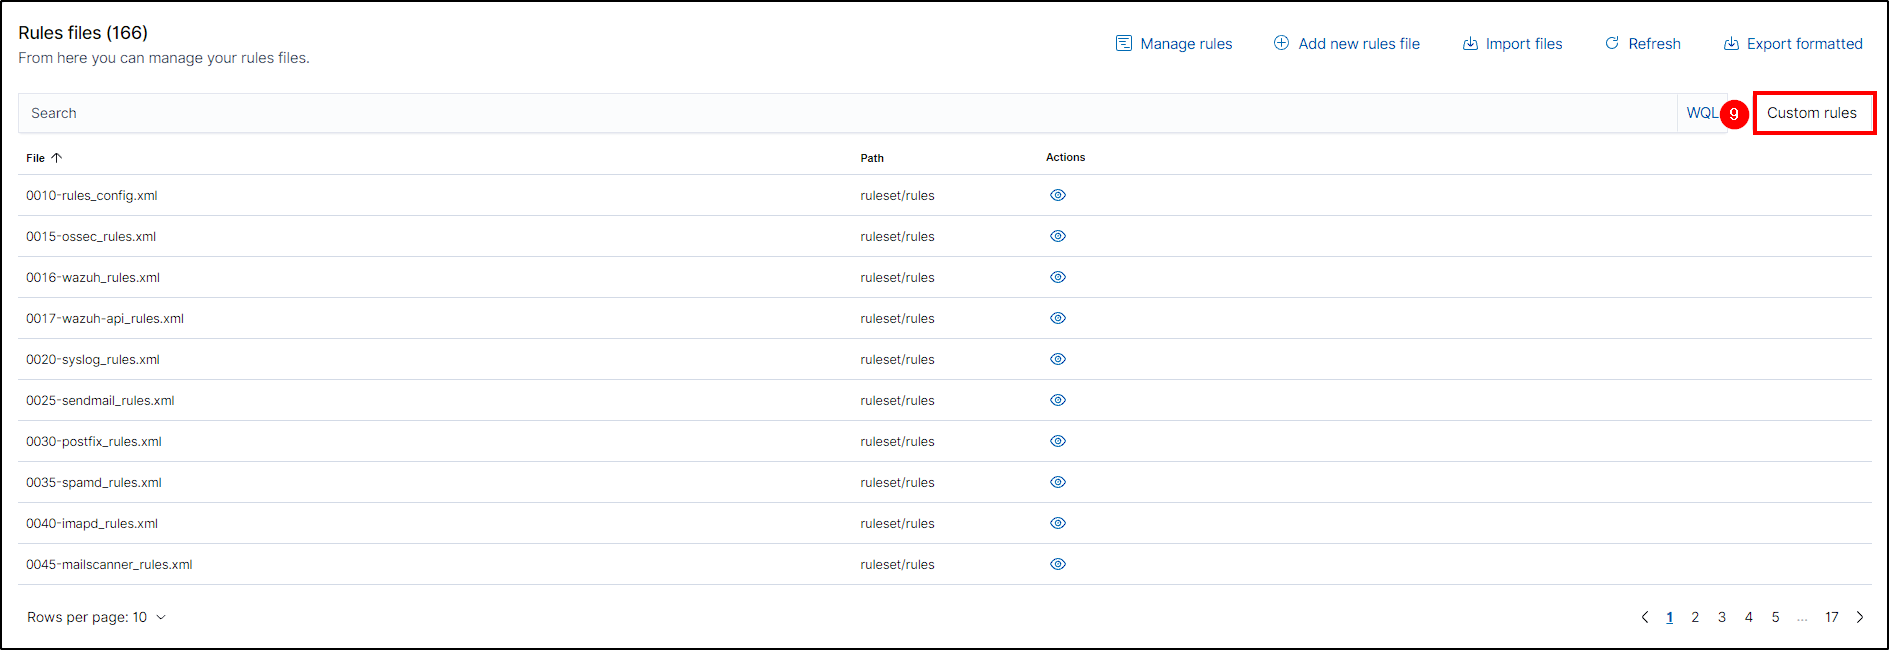 Rules files (166)
From here you can manage your rules files.
Manage rules
Add new rules file
Import files
Refresh
Export formatted
Search
WQL
9
Custom rules
File
Path
Actions
0010-rules_config.xml ruleset/rules
0015-ossec_rules.xml ruleset/rules
0016-wazuh_rules.xml ruleset/rules
0017-wazuh-api_rules.xml ruleset/rules
0020-syslog_rules.xml ruleset/rules
0025-sendmail_rules.xml ruleset/rules
0030-postfix_rules.xml ruleset/rules
0035-spamd_rules.xml ruleset/rules
0040-imapd_rules.xml ruleset/rules
0045-mailscanner_rules.xml ruleset/rules
Rows per page: 10
1 2 3 4 5 ... 17